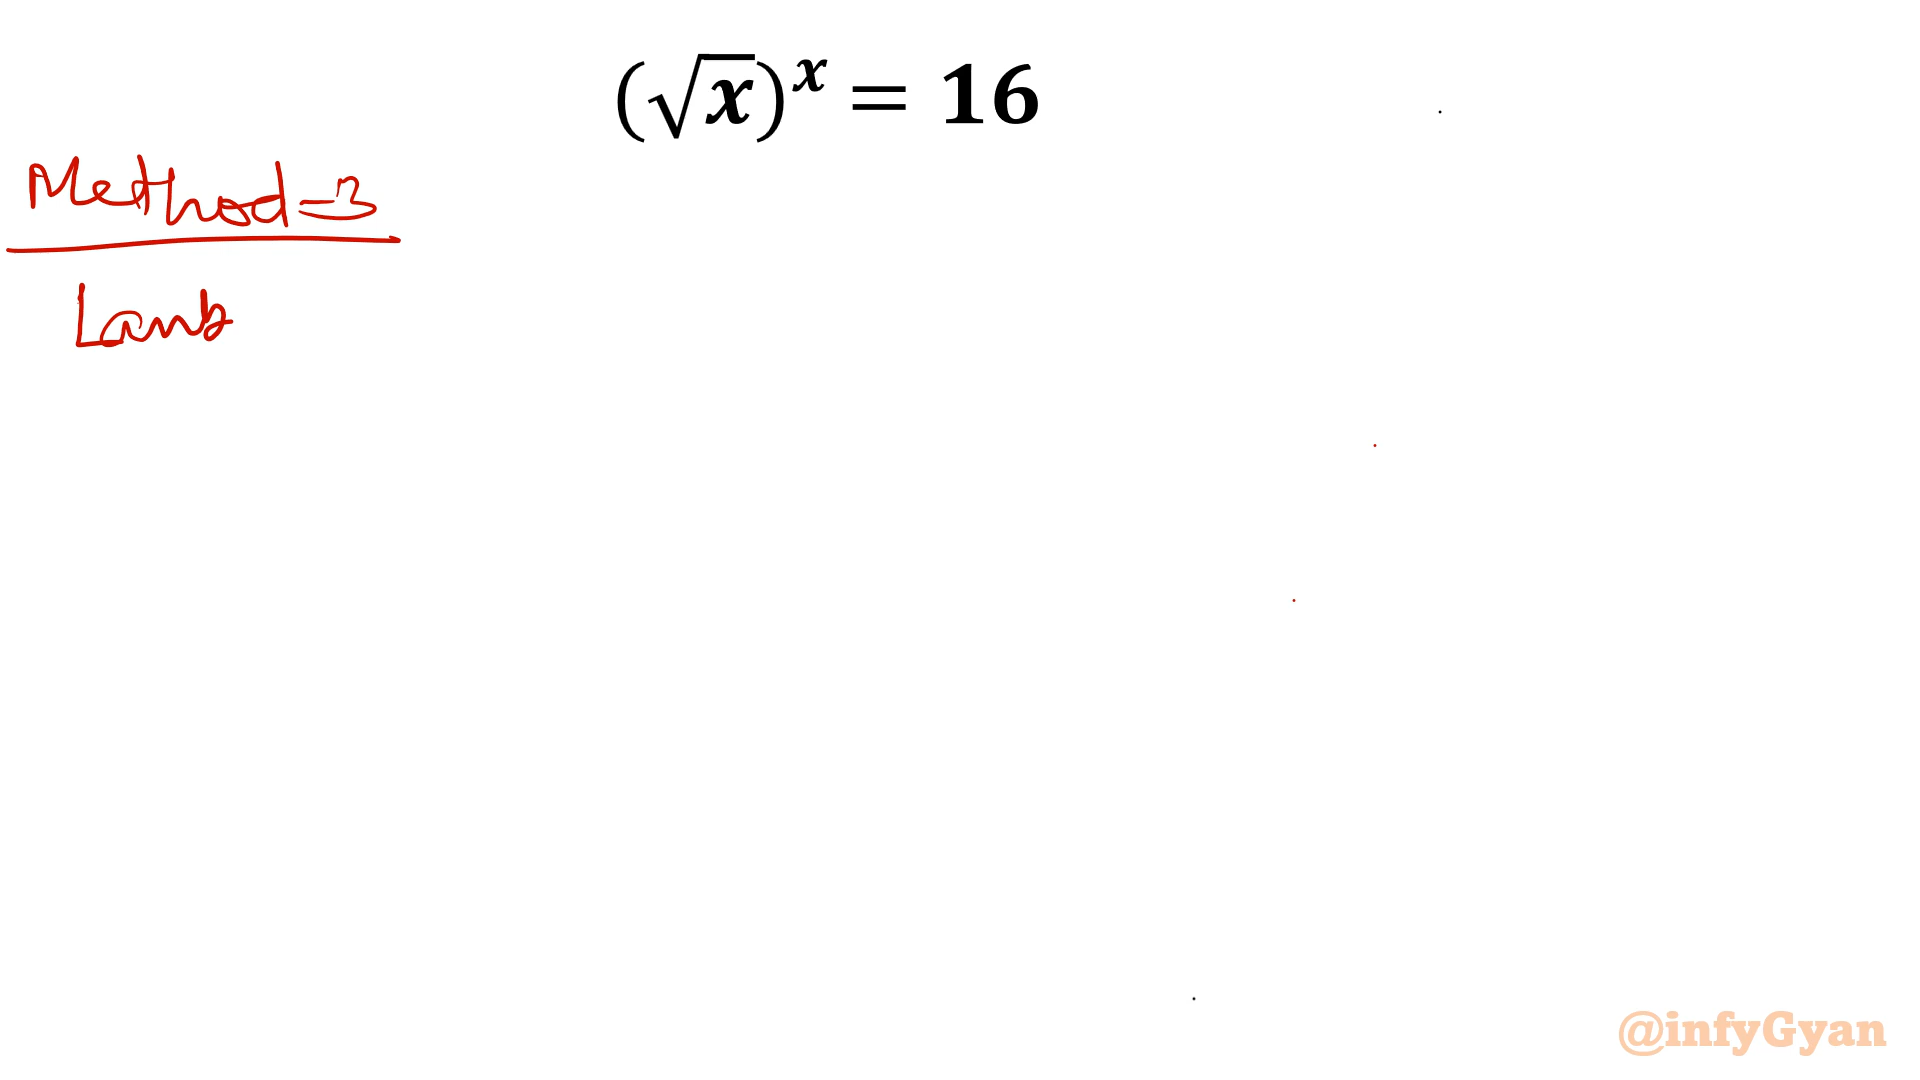 (√x)^x = 16
Method-3
Lamb
@infyGyan